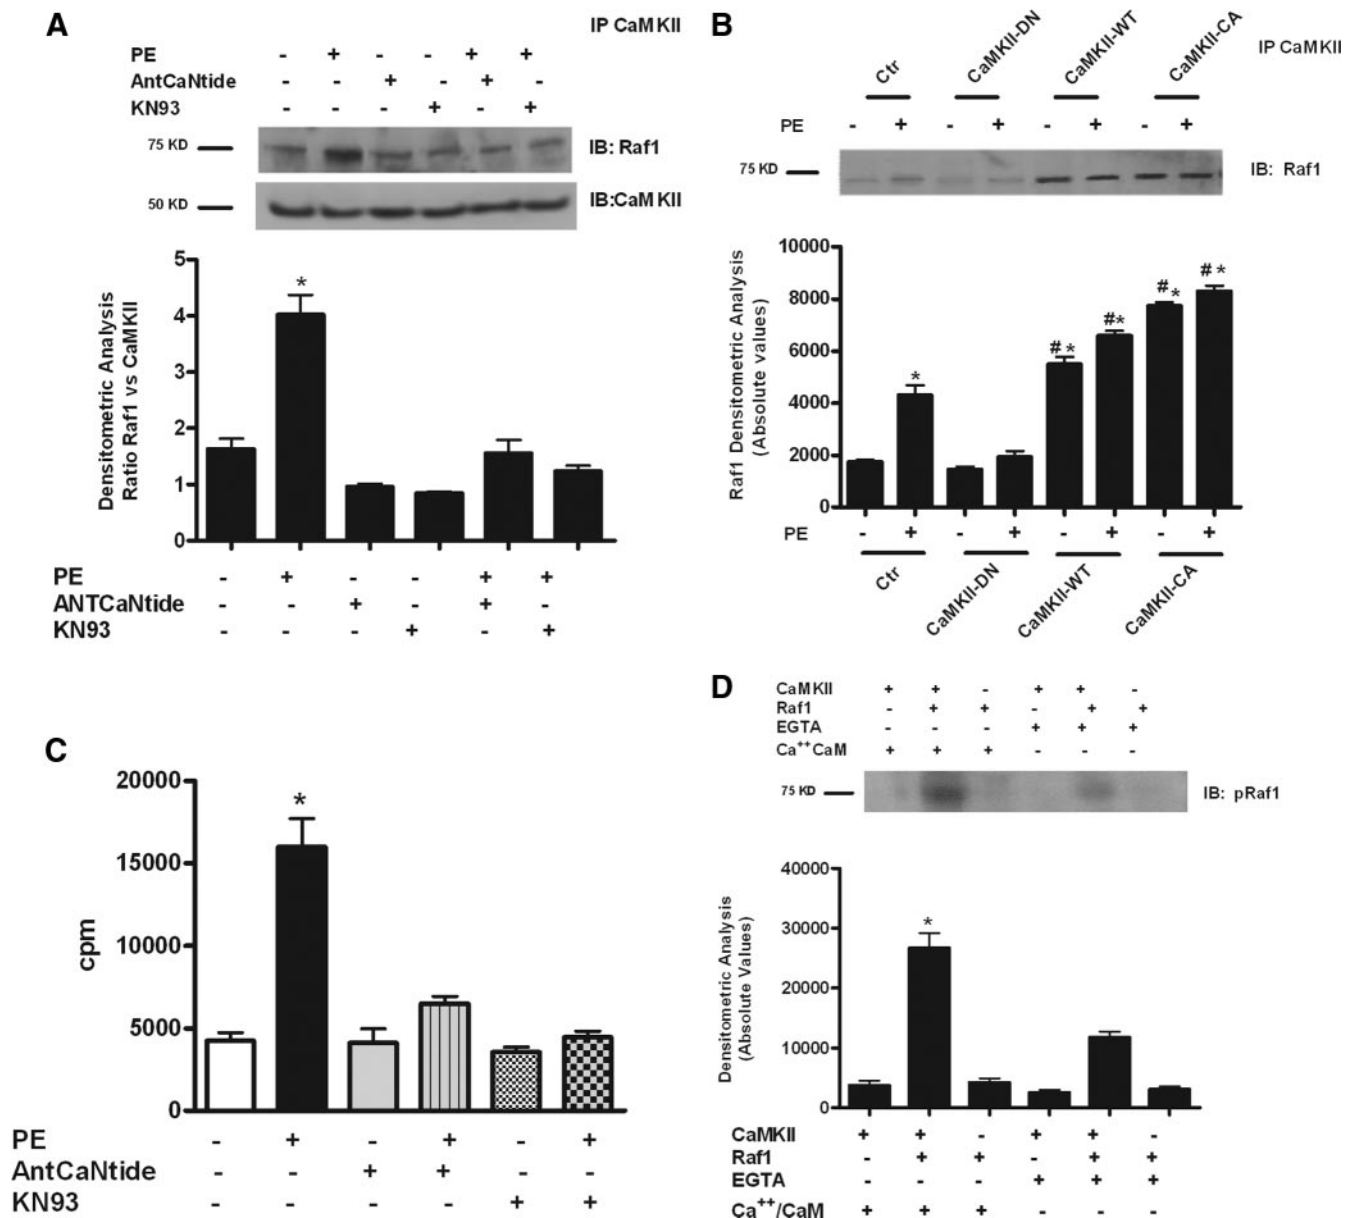 A
IP CaMKII
PE - + - - + +
AntCaNtide - - + - + -
KN93 - - - + - +
75 KD
IB: Raf1
50 KD
IB:CaMKII
Densitometric Analysis
Ratio Raf1 vs CaMKII
5
4
3
2
1
0
*
PE - + - - + +
ANTCaNtide - - + - + -
KN93 - - - + - +
B
Ctr CaMKII-DN CaMKII-WT CaMKII-CA
IP CaMKII
PE - + - + - + - +
75 KD
IB: Raf1
Raf1 Densitometric Analysis
(Absolute values)
10000
8000
6000
4000
2000
0
* #* #* #* #*
PE - + - + - + - +
Ctr CaMKII-DN CaMKII-WT CaMKII-CA
C
cpm
20000
15000
10000
5000
0
*
PE - + - + - +
AntCaNtide - - + + - -
KN93 - - - - + +
D
CaMKII + + - + + -
Raf1 - + + - + +
EGTA - - - + + +
Ca++CaM + + + - - -
75 KD
IB: pRaf1
Densitometric Analysis
(Absolute Values)
40000
30000
20000
10000
0
*
CaMKII + + - + + -
Raf1 - + + - + +
EGTA - - - + + +
Ca++/CaM + + + - - -